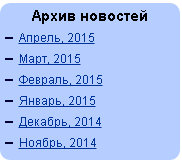 Архив новостей
– Апрель, 2015
– Март, 2015
– Февраль, 2015
– Январь, 2015
– Декабрь, 2014
– Ноябрь, 2014